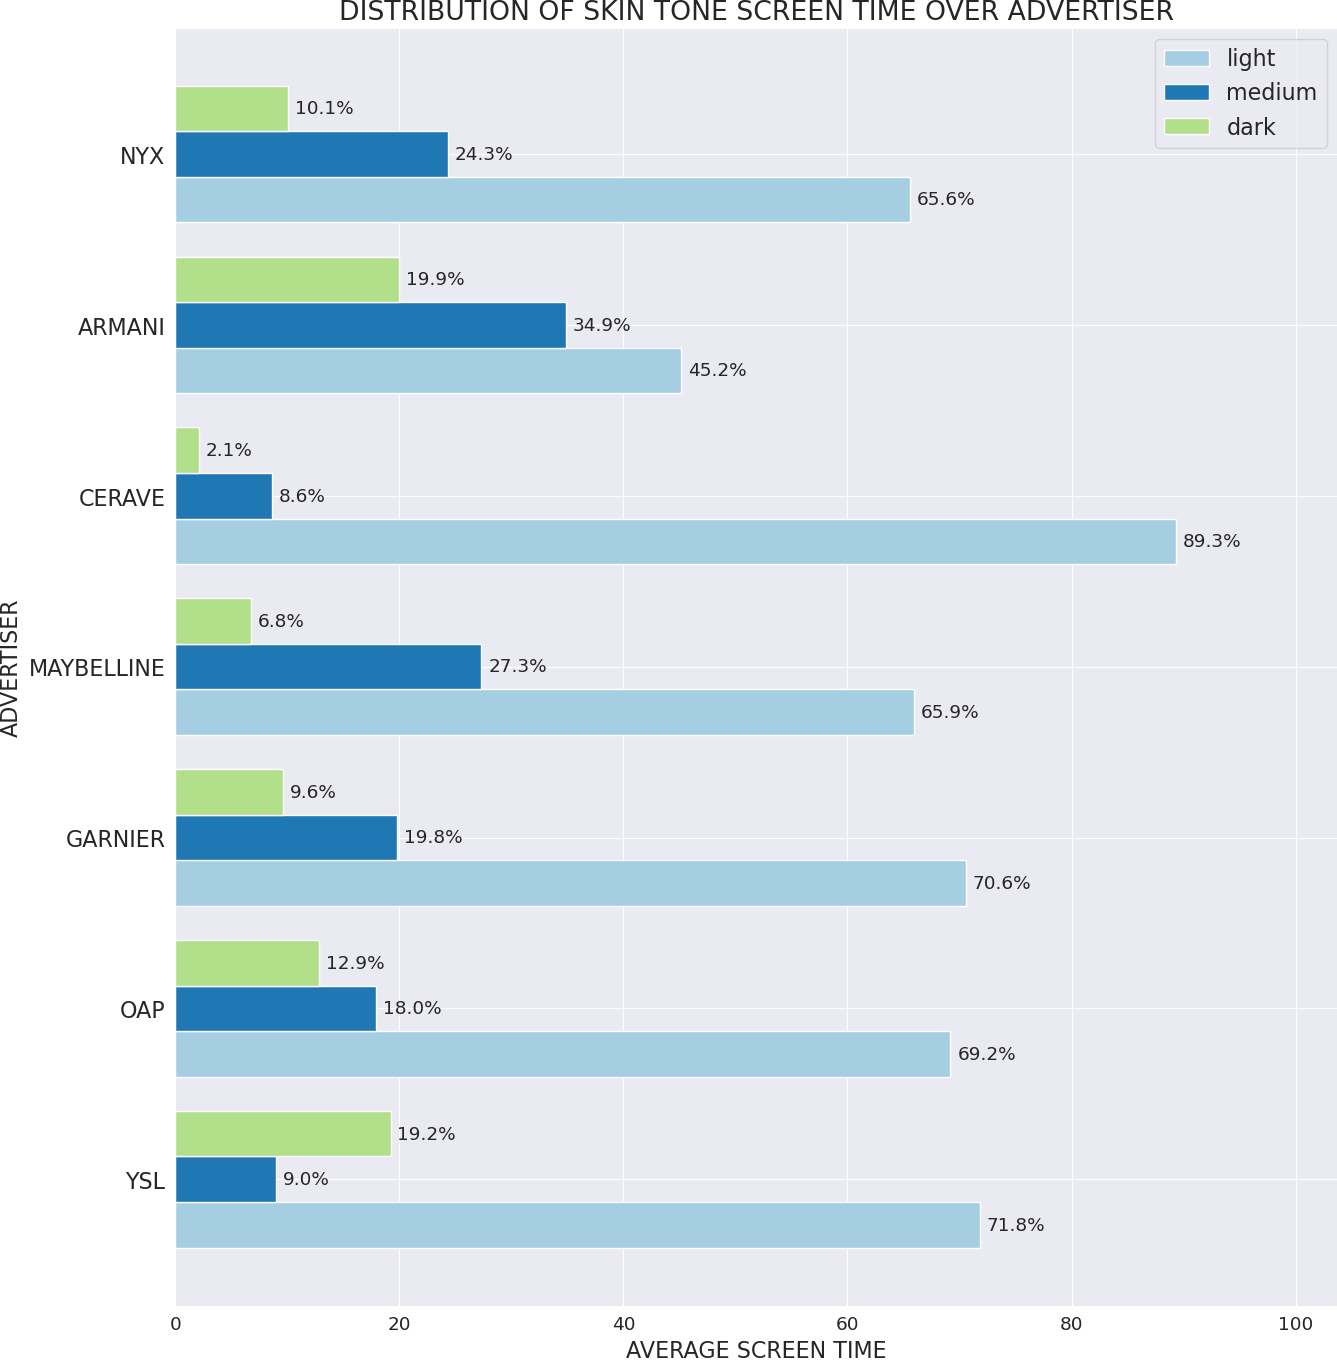 DISTRIBUTION OF SKIN TONE SCREEN TIME OVER ADVERTISER
light
medium
dark
NYX
10.1%
24.3%
65.6%
ARMANI
19.9%
34.9%
45.2%
CERAVE
2.1%
8.6%
89.3%
MAYBELLINE
6.8%
27.3%
65.9%
GARNIER
9.6%
19.8%
70.6%
OAP
12.9%
18.0%
69.2%
YSL
19.2%
9.0%
71.8%
ADVERTISER
0 20 40 60 80 100
AVERAGE SCREEN TIME